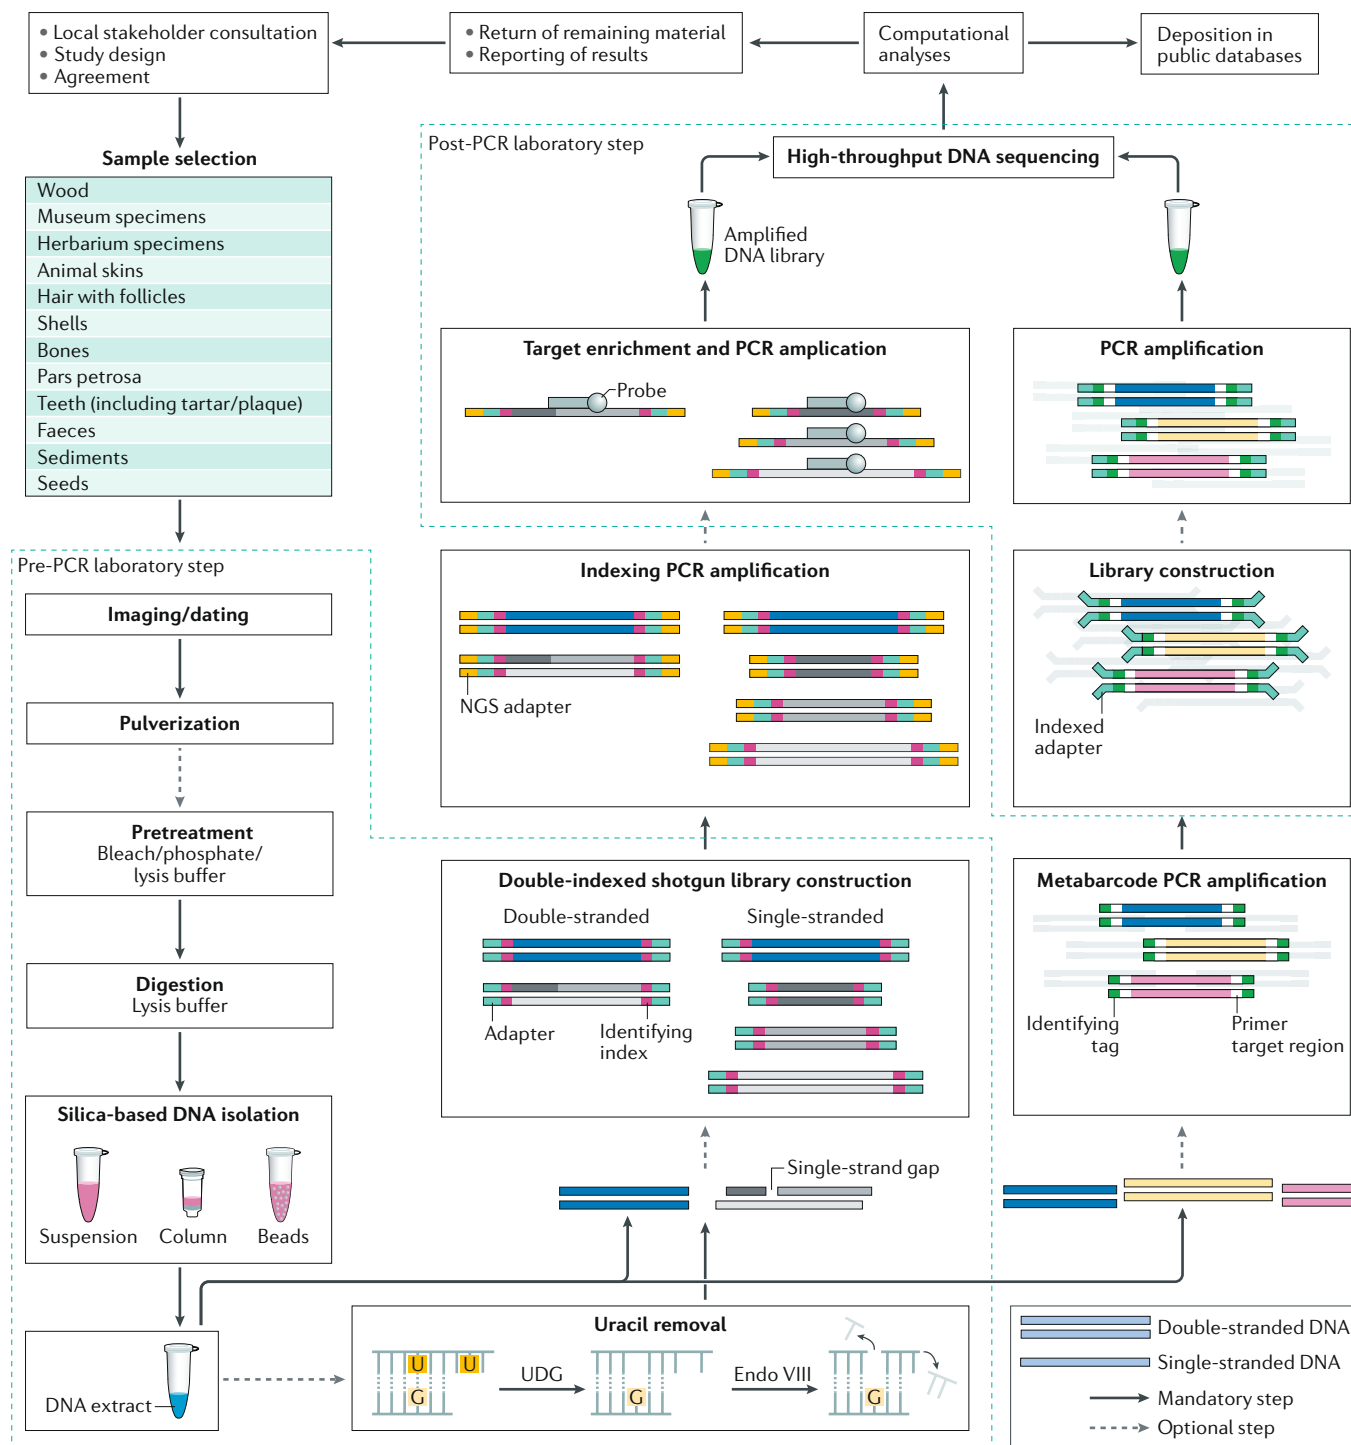 • Local stakeholder consultation
• Study design
• Agreement
• Return of remaining material
• Reporting of results
Computational
analyses
Deposition in
public databases
Sample selection
Wood
Museum specimens
Herbarium specimens
Animal skins
Hair with follicles
Shells
Bones
Pars petrosa
Teeth (including tartar/plaque)
Faeces
Sediments
Seeds
Post-PCR laboratory step
High-throughput DNA sequencing
Amplified
DNA library
Target enrichment and PCR amplication
Probe
PCR amplification
Pre-PCR laboratory step
Imaging/dating
Pulverization
Pretreatment
Bleach/phosphate/
lysis buffer
Digestion
Lysis buffer
Silica-based DNA isolation
Suspension
Column
Beads
DNA extract
Indexing PCR amplification
NGS adapter
Library construction
Indexed
adapter
Double-indexed shotgun library construction
Double-stranded
Single-stranded
Adapter
Identifying
index
Metabarcode PCR amplification
Identifying
tag
Primer
target region
Single-strand gap
Uracil removal
U
U
G
UDG
G
Endo VIII
G
Double-stranded DNA
Single-stranded DNA
Mandatory step
Optional step